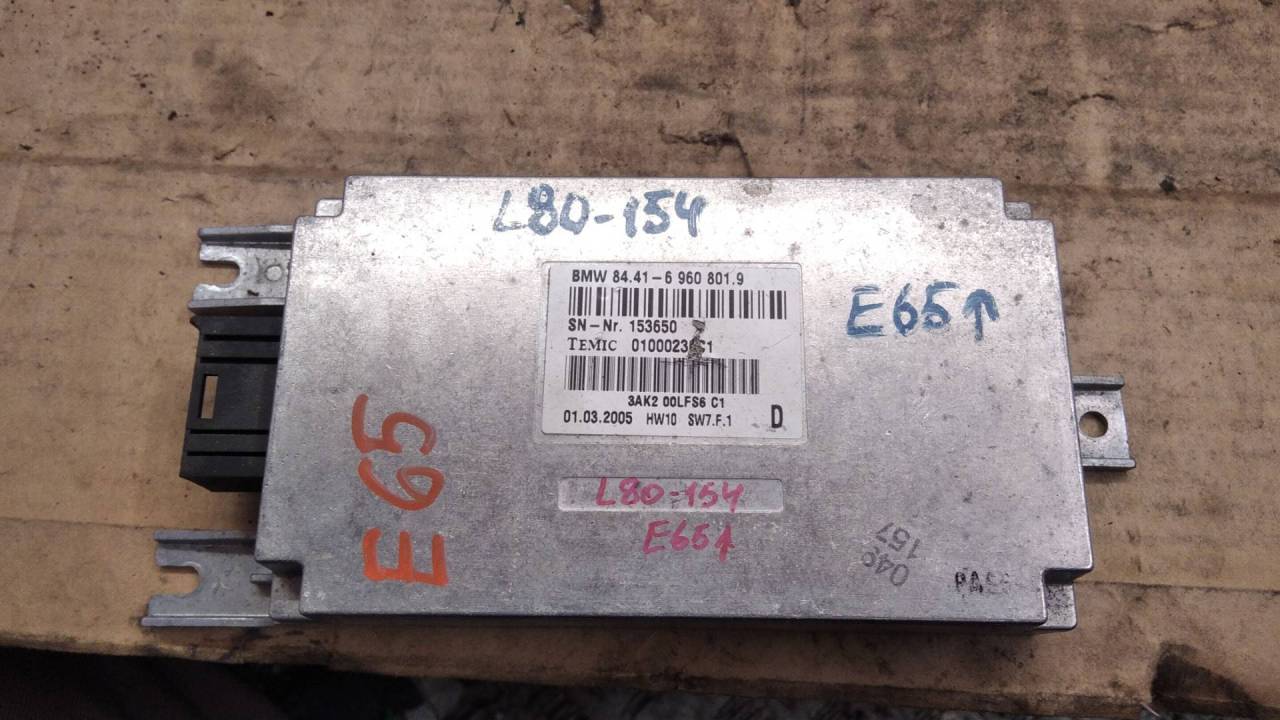 L80-154
BMW 84.41-6 960 801.9
SN-Nr. 153650
TEMIC
3AK2 00LFS6 C1
01.03.2005 HW10 SW7.F.1 D
E65↑
E65
L80-154
E65↑
049
157